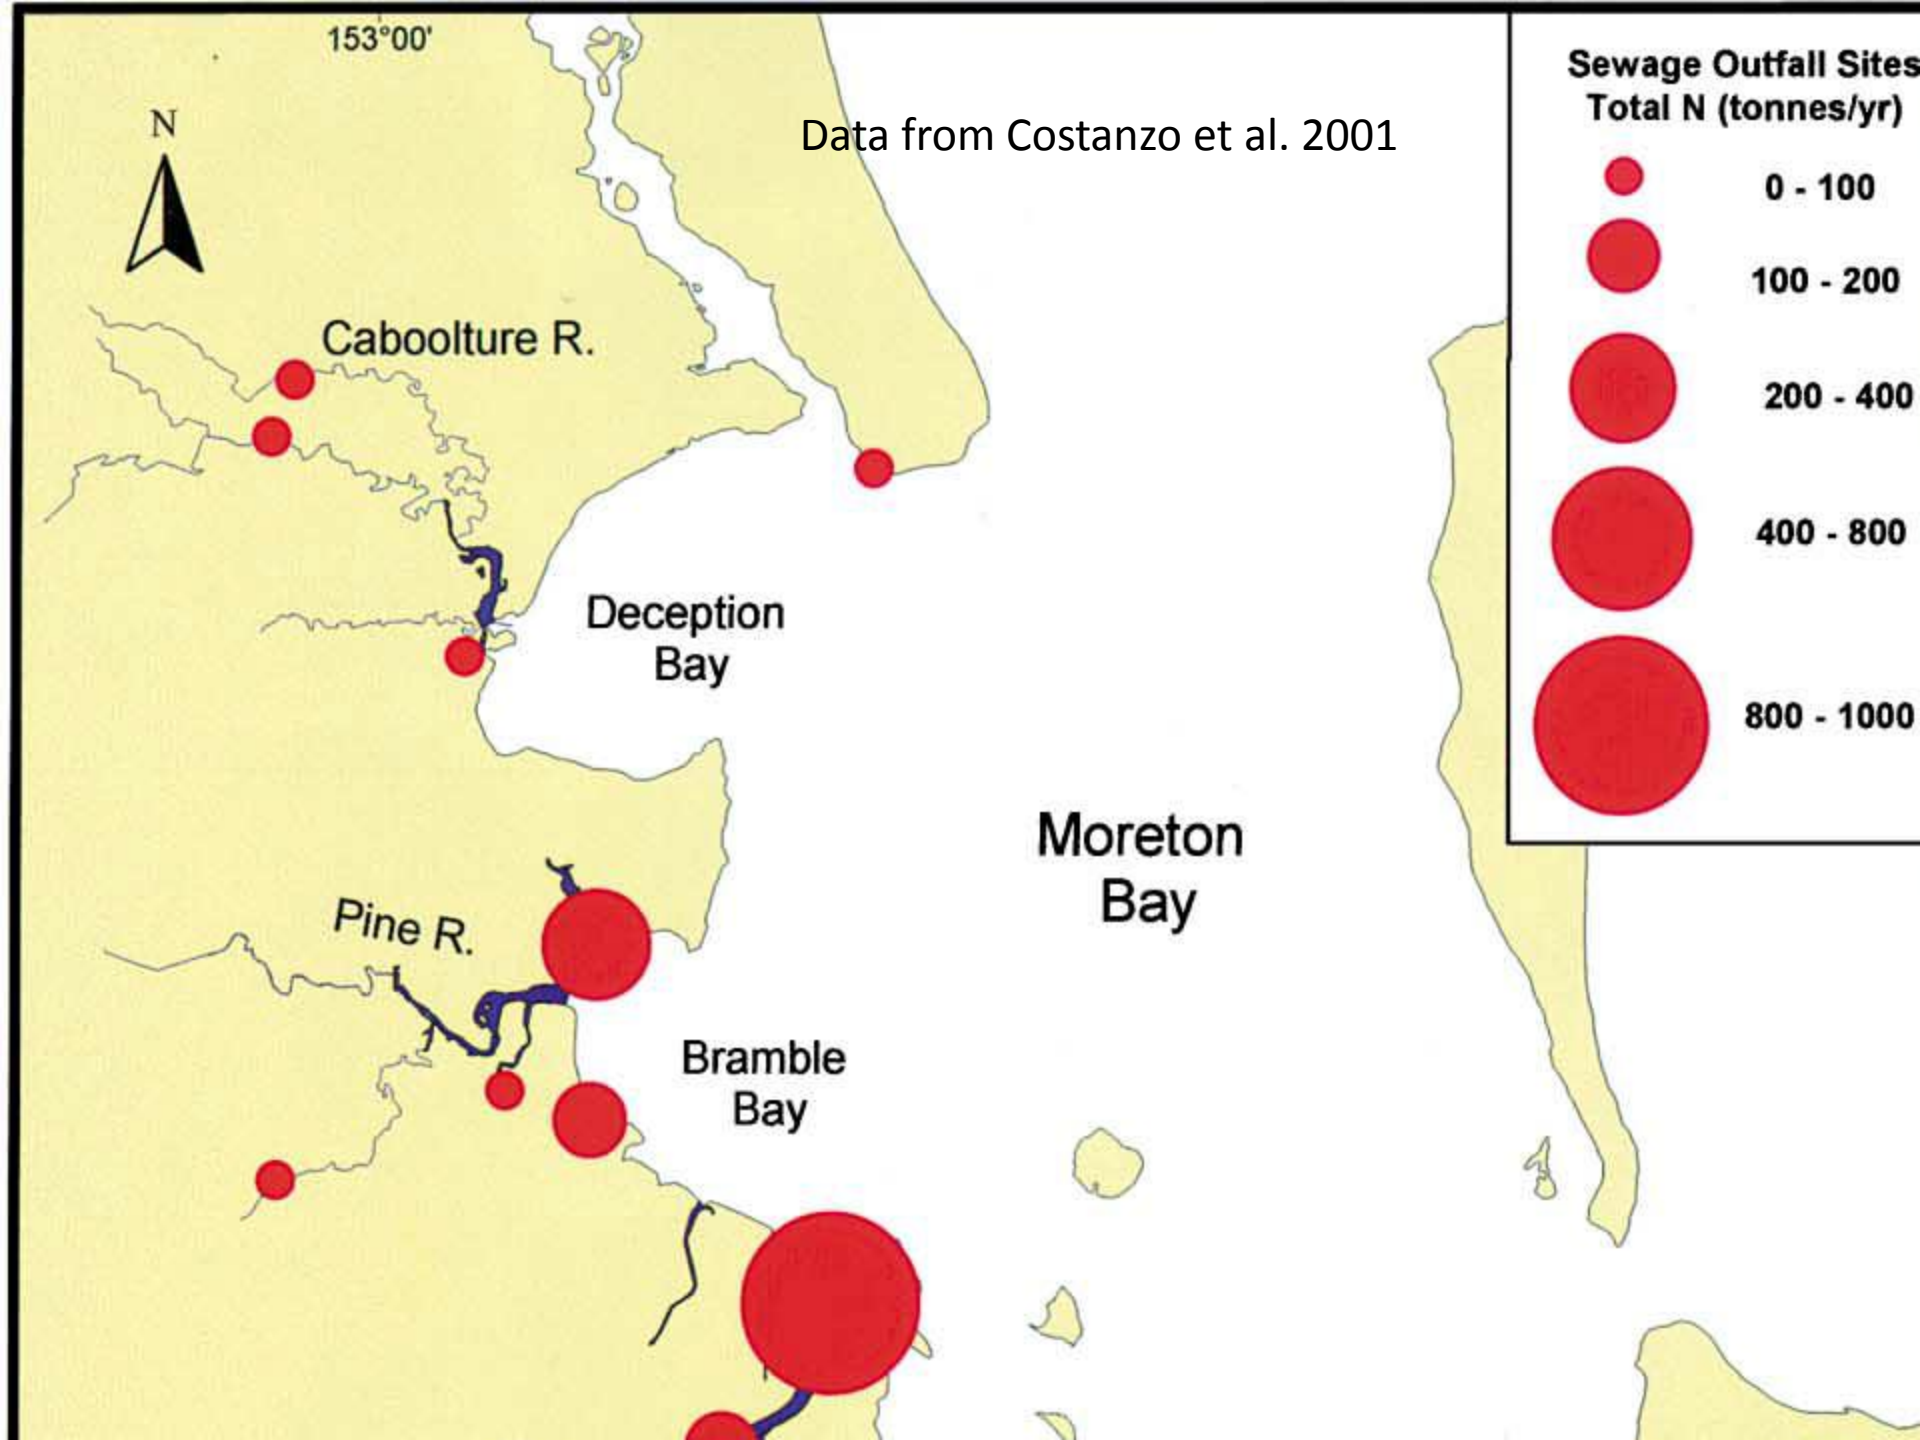 153°00'
N
Data from Costanzo et al. 2001
Sewage Outfall Sites
Total N (tonnes/yr)
0 - 100
100 - 200
200 - 400
400 - 800
800 - 1000
Caboolture R.
Deception
Bay
Moreton
Bay
Pine R.
Bramble
Bay